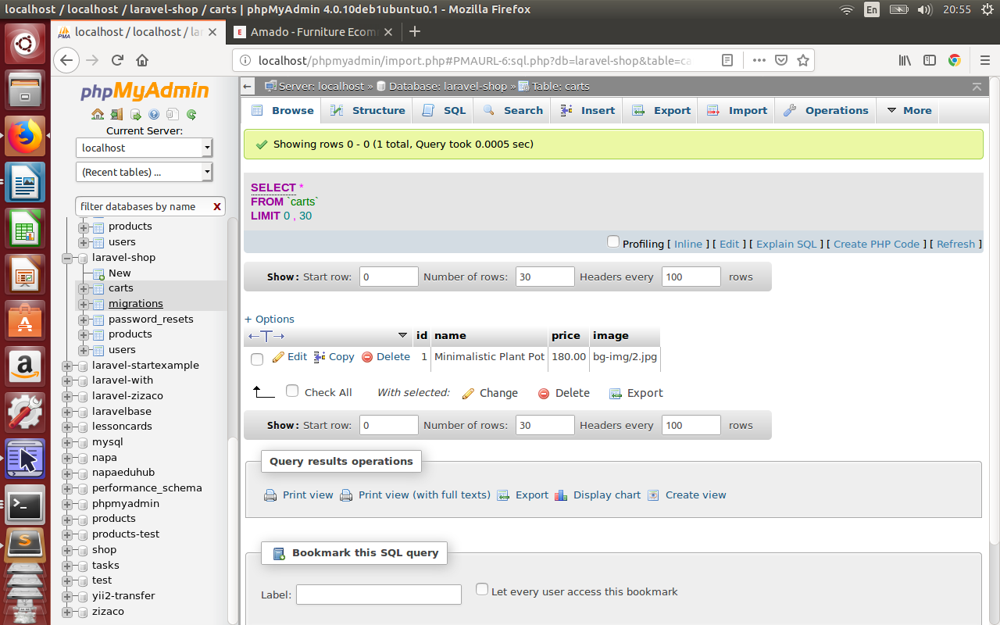 localhost / localhost / laravel-shop / carts | phpMyAdmin 4.0.10deb1ubuntu0.1 - Mozilla Firefox
En
20:55
localhost / localhost / lar
Amado - Furniture Ecom
localhost/phpmyadmin/import.php#PMAURL-6:sql.php?db=laravel-shop&table=ca
phpMyAdmin
Current Server:
localhost
(Recent tables) ...
filter databases by name X
products
users
laravel-shop
New
carts
migrations
password_resets
products
users
laravel-startexample
laravel-with
laravel-zizaco
laravelbase
lessoncards
mysql
napa
napaeduhub
performance_schema
phpmyadmin
products
products-test
shop
tasks
test
yii2-transfer
zizaco
Server: localhost » Database: laravel-shop » Table: carts
Browse Structure SQL Search Insert Export Import Operations More
Showing rows 0 - 0 (1 total, Query took 0.0005 sec)
SELECT *
FROM `carts`
LIMIT 0 , 30
Profiling [ Inline ] [ Edit ] [ Explain SQL ] [ Create PHP Code ] [ Refresh ]
Show: Start row: 0 Number of rows: 30 Headers every 100 rows
+ Options
id name price image
Edit Copy Delete 1 Minimalistic Plant Pot 180.00 bg-img/2.jpg
Check All With selected: Change Delete Export
Show: Start row: 0 Number of rows: 30 Headers every 100 rows
Query results operations
Print view Print view (with full texts) Export Display chart Create view
Bookmark this SQL query
Label: Let every user access this bookmark